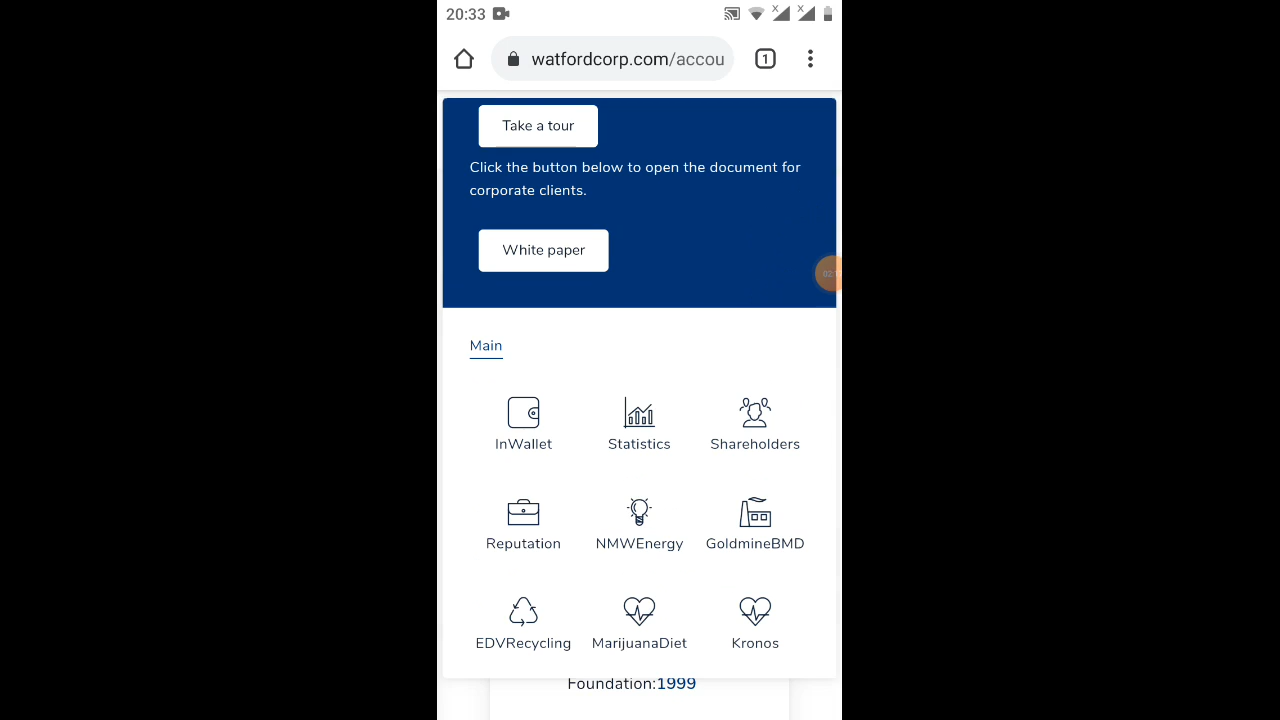 20:33
watfordcorp.com/accou
1
Take a tour
Click the button below to open the document for
corporate clients.
White paper
Main
InWallet Statistics Shareholders
Reputation NMWEnergy GoldmineBMD
EDVRecycling MarijuanaDiet Kronos
Foundation:1999